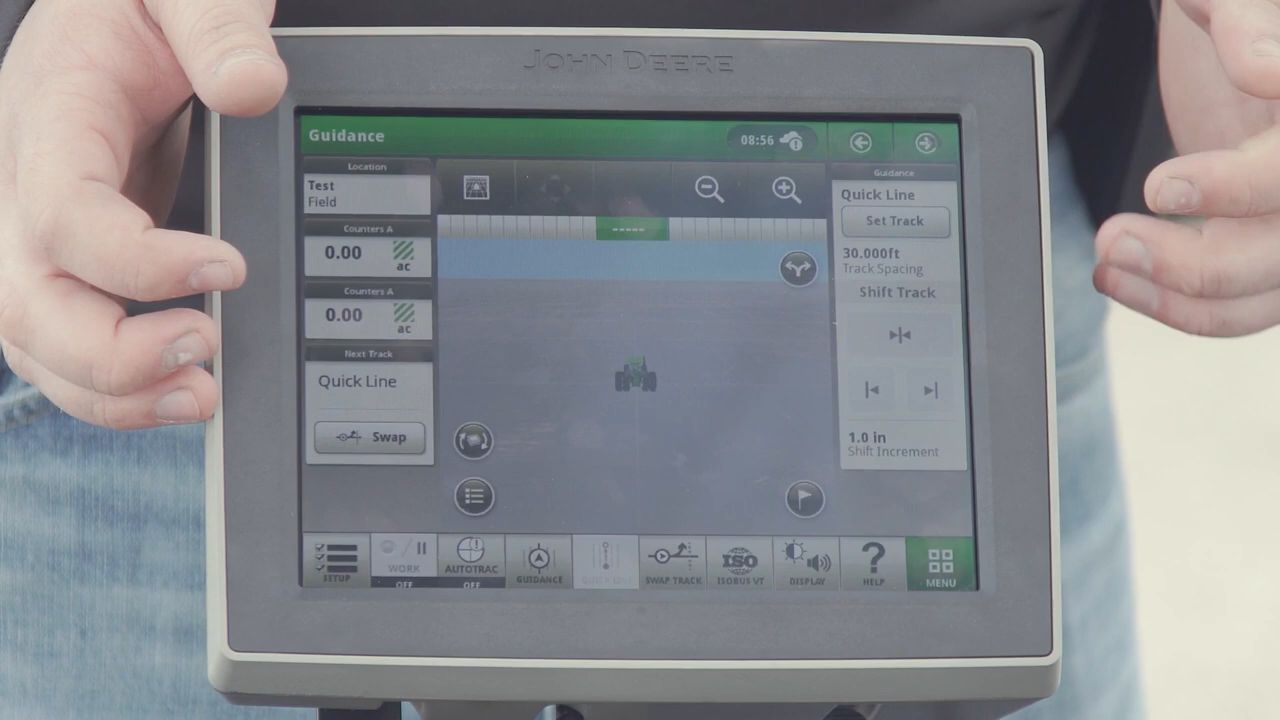 JOHN DEERE
Guidance
08:56
Location
Test
Field
Counters A
0.00
ac
Counters A
0.00
ac
Next Track
Quick Line
Swap
-----
Guidance
Quick Line
Set Track
30.000ft
Track Spacing
Shift Track
1.0 in
Shift Increment
SETUP
WORK
OFF
AUTOTRAC
OFF
GUIDANCE
QUICK LINE
SWAP TRACK
ISO
ISOBUS VT
DISPLAY
?
HELP
MENU